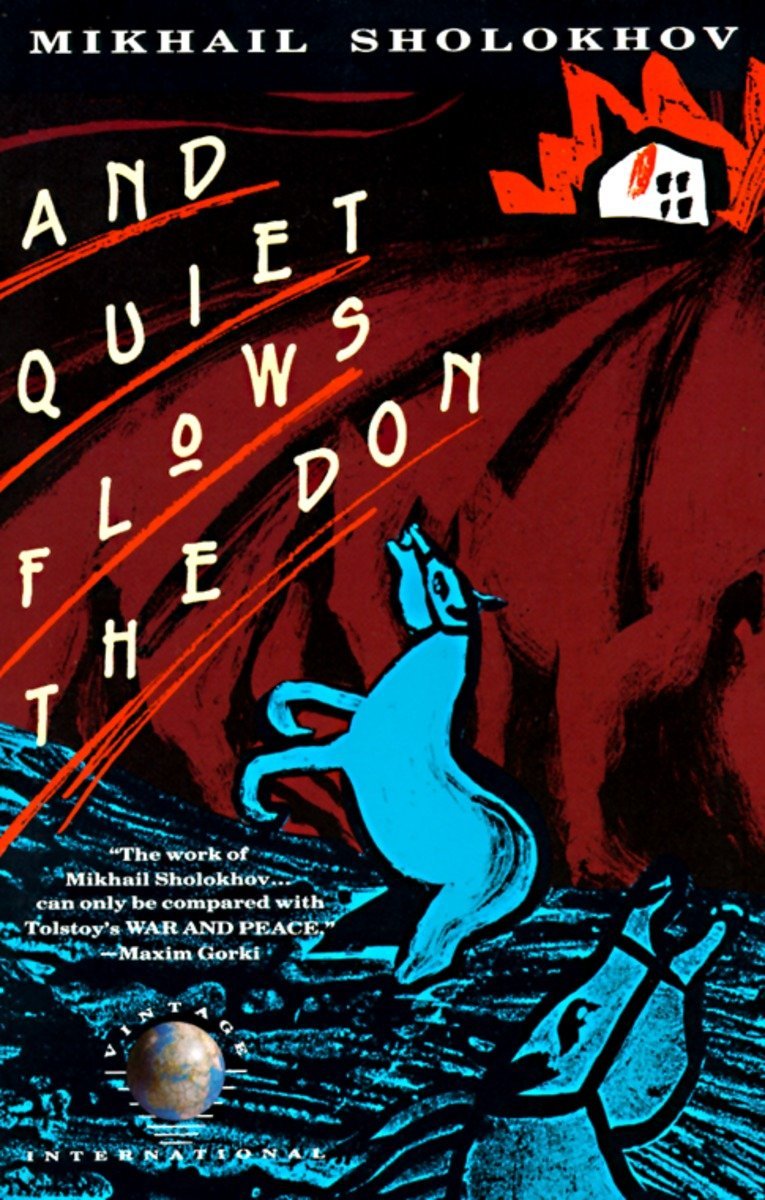 MIKHAIL SHOLOKHOV
AND
QUIET
FLOWS
THE DON
“The work of
Mikhail Sholokhov...
can only be compared with
Tolstoy's WAR AND PEACE.”
—Maxim Gorki
VINTAGE
INTERNATIONAL